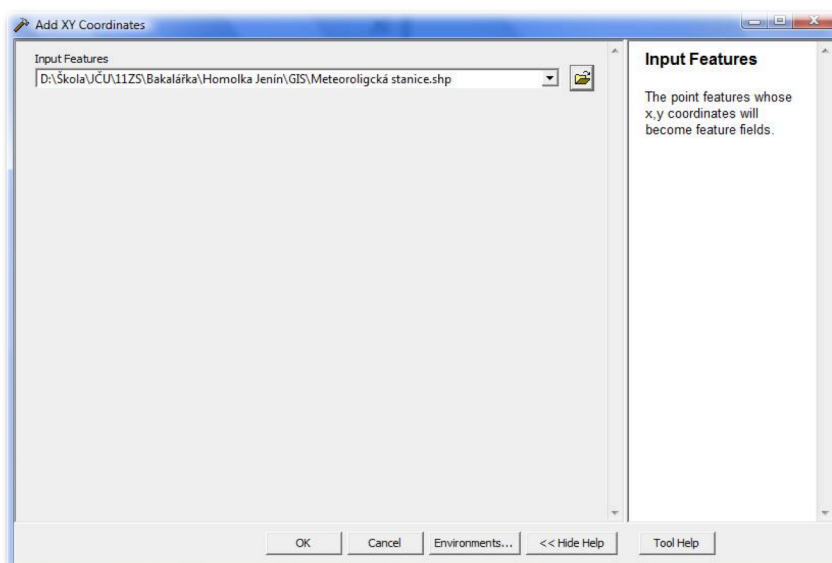 Add XY Coordinates
Input Features
D:\Škola\JČU\11ZS\Bakalářka\Homolka Jenín\GIS\Meteoroligcká stanice.shp
Input Features
The point features whose
x,y coordinates will
become feature fields.
OK
Cancel
Environments...
<< Hide Help
Tool Help